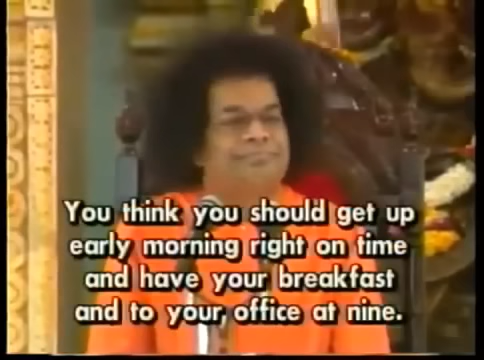 You think you should get up
early morning right on time
and have your breakfast
and to your, office at nine.